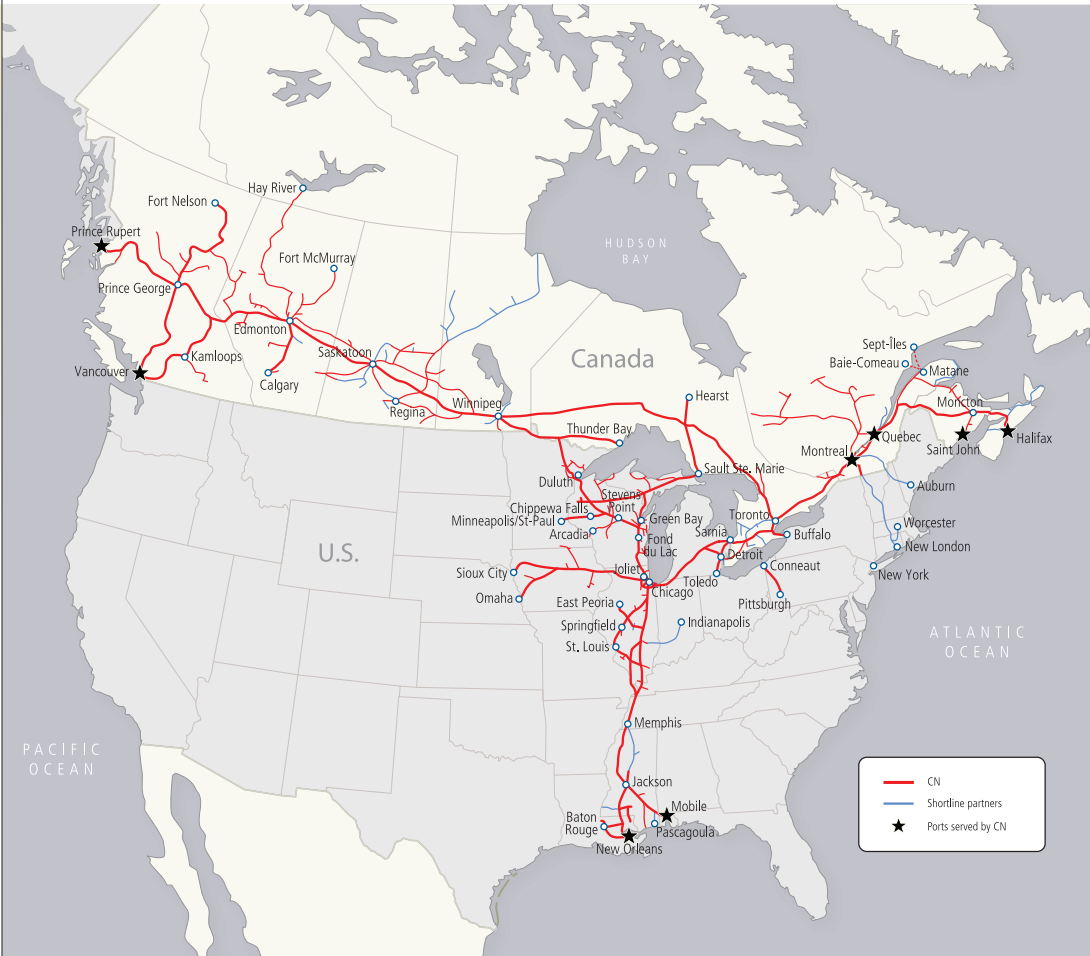 Hay River
Fort Nelson
Prince Rupert
HUDSON
BAY
Fort McMurray
Prince George
Edmonton
Sept-Îles
Saskatoon
Canada
Baie-Comeau
Kamloops
Matane
Vancouver
Calgary
Hearst
Winnipeg
Moncton
Regina
Thunder Bay
Quebec
Halifax
Montreal
Saint John
Sault Ste. Marie
Duluth
Auburn
Stevens
Point
Chippewa Falls
Toronto
Minneapolis/St-Paul
Green Bay
Worcester
Arcadia
Sarnia
Buffalo
Fond
du Lac
New London
U.S.
Detroit
Joliet
Conneaut
Sioux City
New York
Toledo
Chicago
Omaha
East Peoria
Pittsburgh
Springfield
Indianapolis
ATLANTIC
OCEAN
St. Louis
Memphis
PACIFIC
OCEAN
Jackson
CN
Shortline partners
Ports served by CN
Mobile
Baton
Rouge
Pascagoula
New Orleans